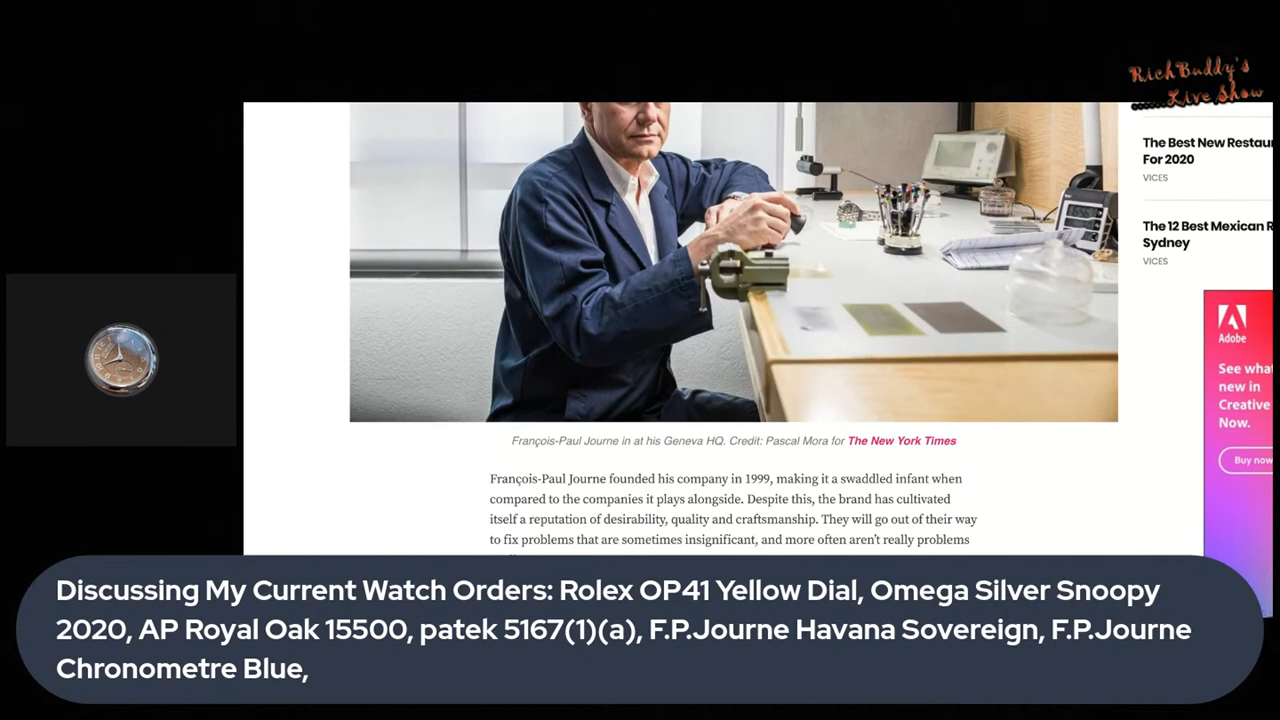 RichBuddy's
......Live Show
The Best New Restau
For 2020
VICES
The 12 Best Mexican R
Sydney
VICES
Adobe
See wha
new in
Creative
Now.
Buy now
François-Paul Journe in at his Geneva HQ. Credit: Pascal Mora for The New York Times
François-Paul Journe founded his company in 1999, making it a swaddled infant when
compared to the companies it plays alongside. Despite this, the brand has cultivated
itself a reputation of desirability, quality and craftsmanship. They will go out of their way
to fix problems that are sometimes insignificant, and more often aren't really problems
Discussing My Current Watch Orders: Rolex OP41 Yellow Dial, Omega Silver Snoopy
2020, AP Royal Oak 15500, patek 5167(1)(a), F.P.Journe Havana Sovereign, F.P.Journe
Chronometre Blue,